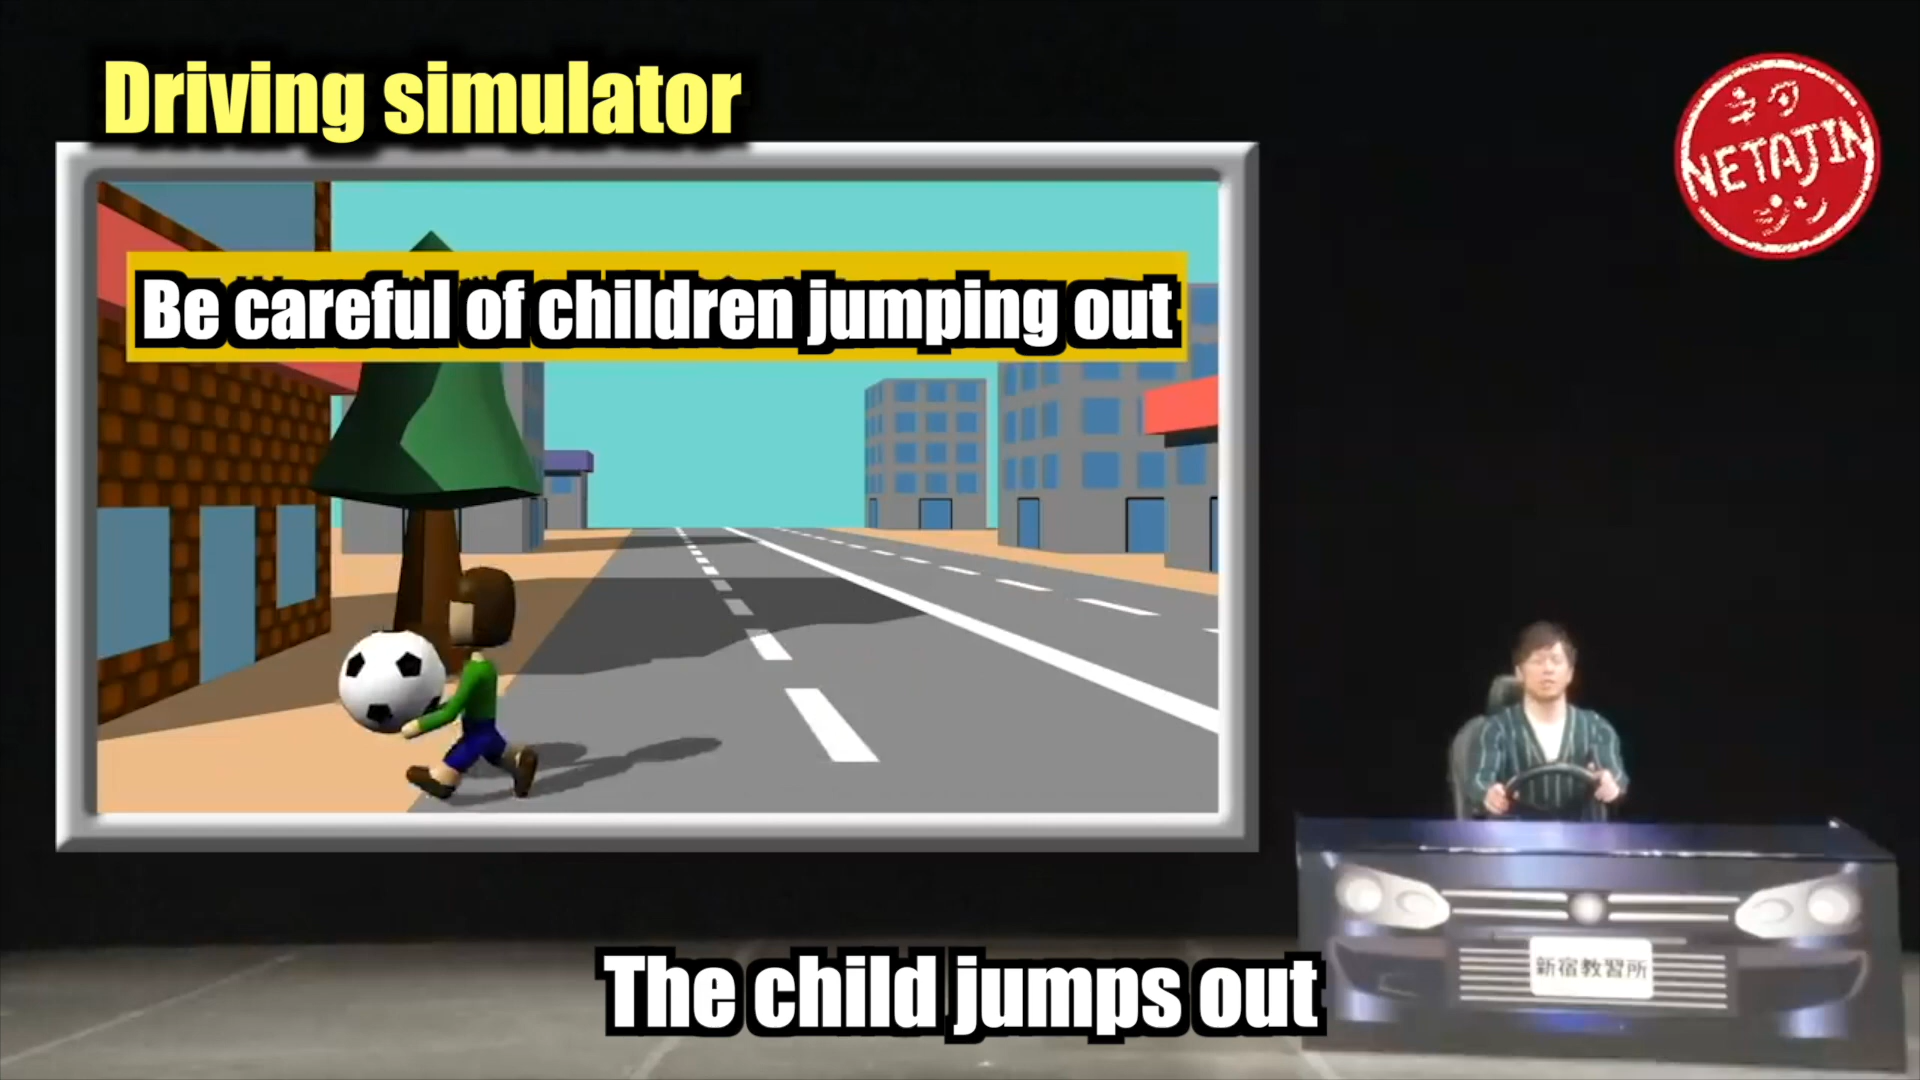 Driving simulator
ネタ
NETAJIN
ジン
Be careful of children jumping out
新宿教習所
The child jumps out